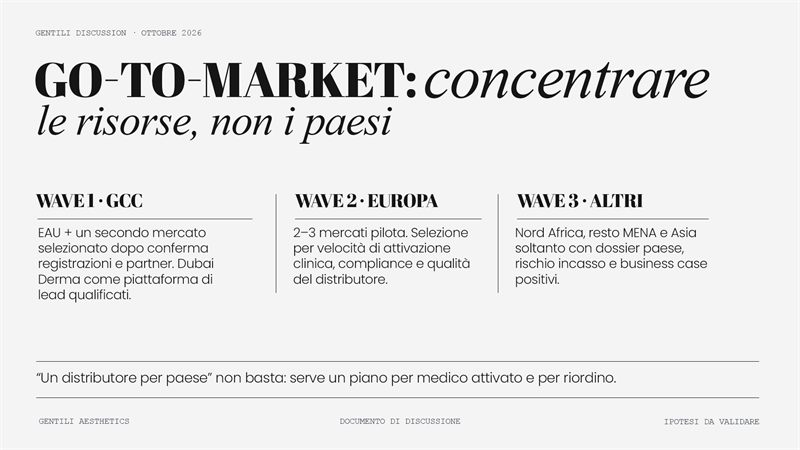 GENTILI DISCUSSION · OTTOBRE 2026
GO-TO-MARKET: concentrare
le risorse, non i paesi
WAVE 1 · GCC
EAU + un secondo mercato
selezionato dopo conferma
registrazioni e partner. Dubai
Derma come piattaforma di
lead qualificati.
WAVE 2 · EUROPA
2–3 mercati pilota. Selezione
per velocità di attivazione
clinica, compliance e qualità
del distributore.
WAVE 3 · ALTRI
Nord Africa, resto MENA e Asia
soltanto con dossier paese,
rischio incasso e business case
positivi.
“Un distributore per paese” non basta: serve un piano per medico attivato e per riordino.
GENTILI AESTHETICS
DOCUMENTO DI DISCUSSIONE
IPOTESI DA VALIDARE